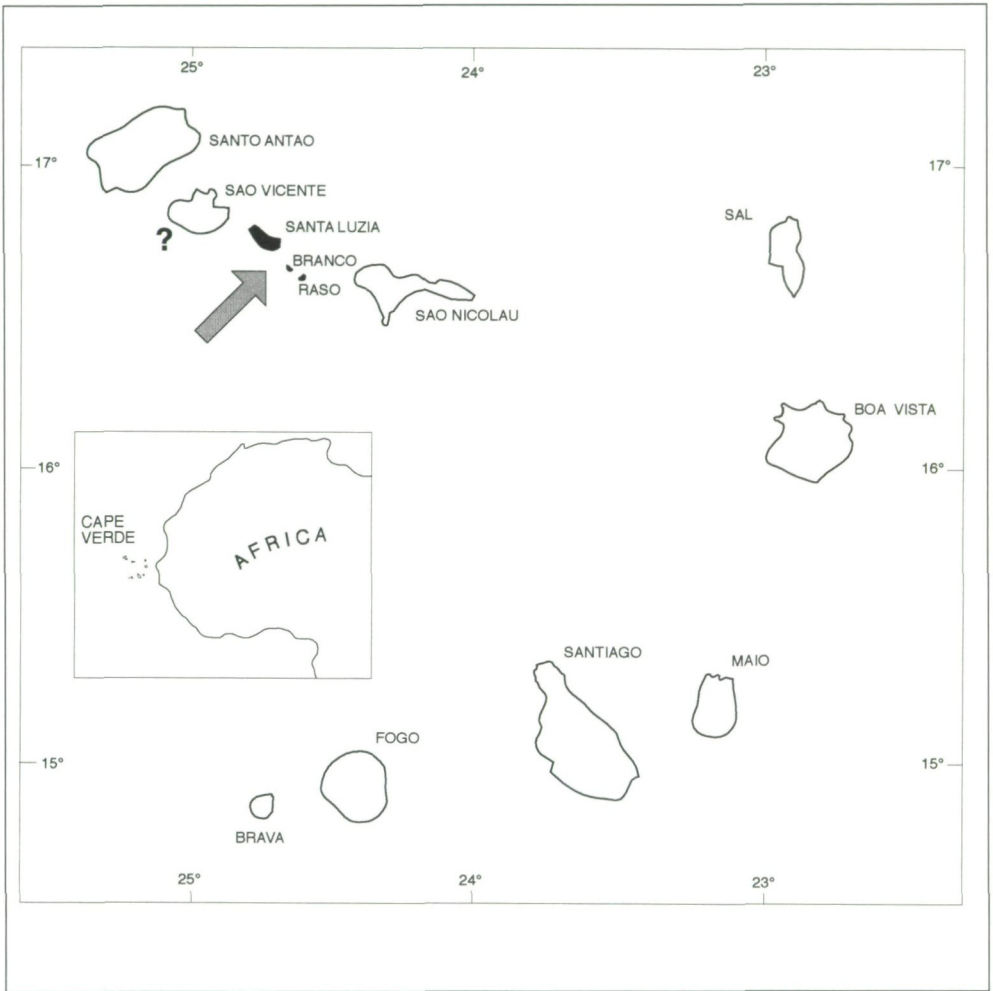 25°
24°
23°
SANTO ANTAO
17°
17°
SAO VICENTE
SAL
SANTA LUZIA
?
BRANCO
RASO
SAO NICOLAU
BOA VISTA
16°
16°
CAPE
VERDE
AFRICA
SANTIAGO
MAIO
FOGO
15°
15°
BRAVA
25°
24°
23°